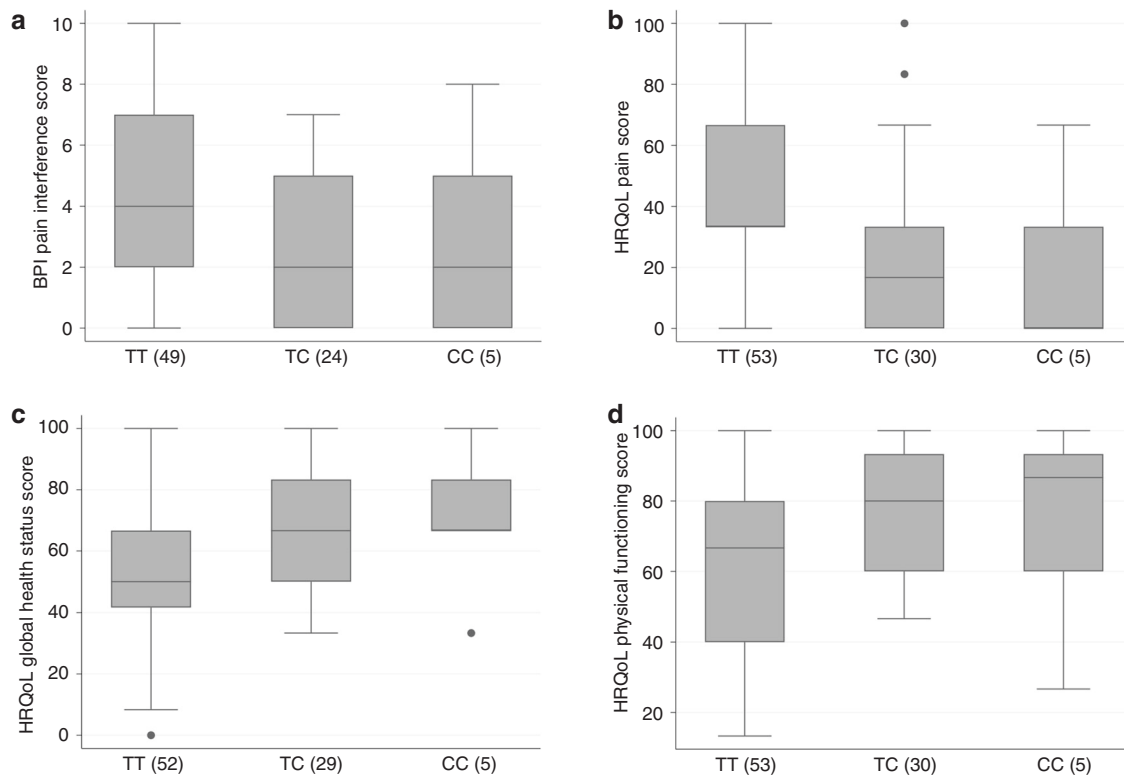 a
BPI pain interference score
10
8
6
4
2
0
TT (49) TC (24) CC (5)
b
HRQoL pain score
100
80
60
40
20
0
TT (53) TC (30) CC (5)
c
HRQoL global health status score
100
80
60
40
20
0
TT (52) TC (29) CC (5)
d
HRQoL physical functioning score
100
80
60
40
20
TT (53) TC (30) CC (5)